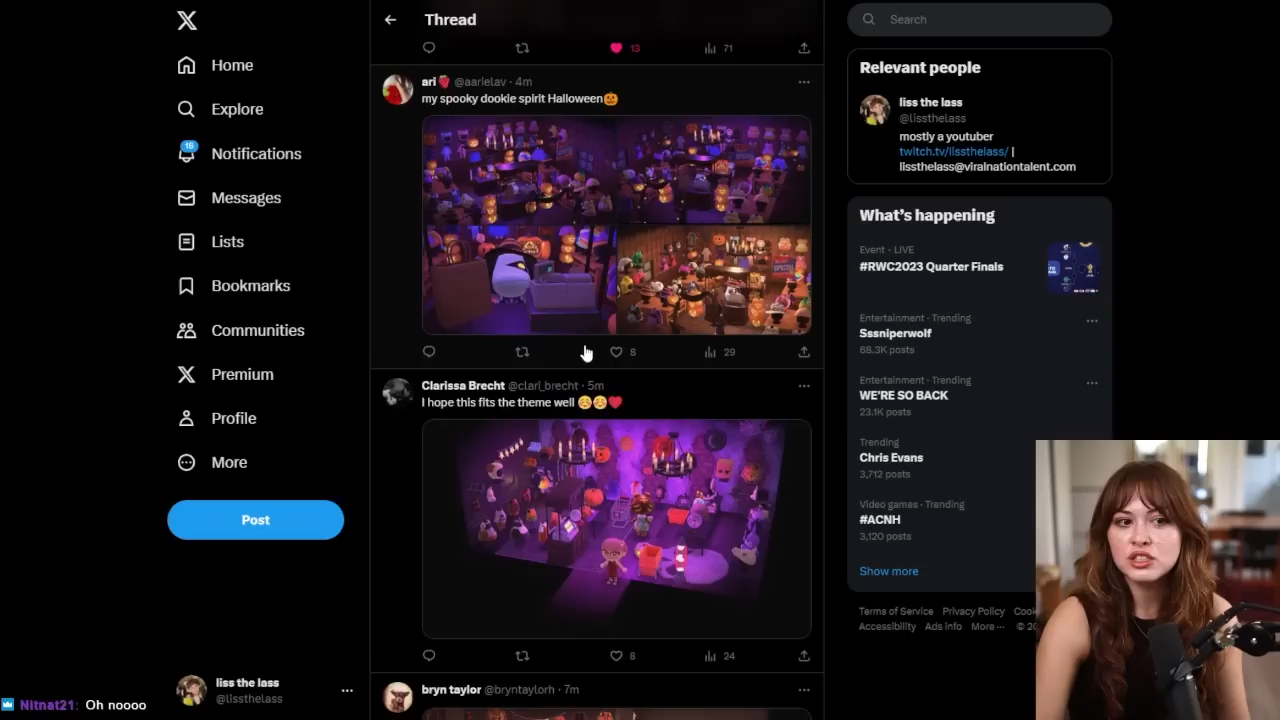 Home
Explore
16
Notifications
Messages
Lists
Bookmarks
Communities
Premium
Profile
More
Post
liss the lass
@lissthelass
Nitnat21: Oh noooo
Thread
13
71
ari @aarielav · 4m
my spooky dookie spirit Halloween🎃
8
29
Clarissa Brecht @clari_brecht · 5m
I hope this fits the theme well ☺️☺️❤️
8
24
bryn taylor @bryntaylorh · 7m
Search
Relevant people
liss the lass
@lissthelass
mostly a youtuber
twitch.tv/lissthelass/ |
lissthelass@viralnationtalent.com
What's happening
Event · LIVE
#RWC2023 Quarter Finals
Entertainment · Trending
Sssniperwolf
68.3K posts
Entertainment · Trending
WE'RE SO BACK
23.1K posts
Trending
Chris Evans
3,712 posts
Video games · Trending
#ACNH
3,120 posts
Show more
Terms of Service Privacy Policy Cook
Accessibility Ads info More ··· © 20